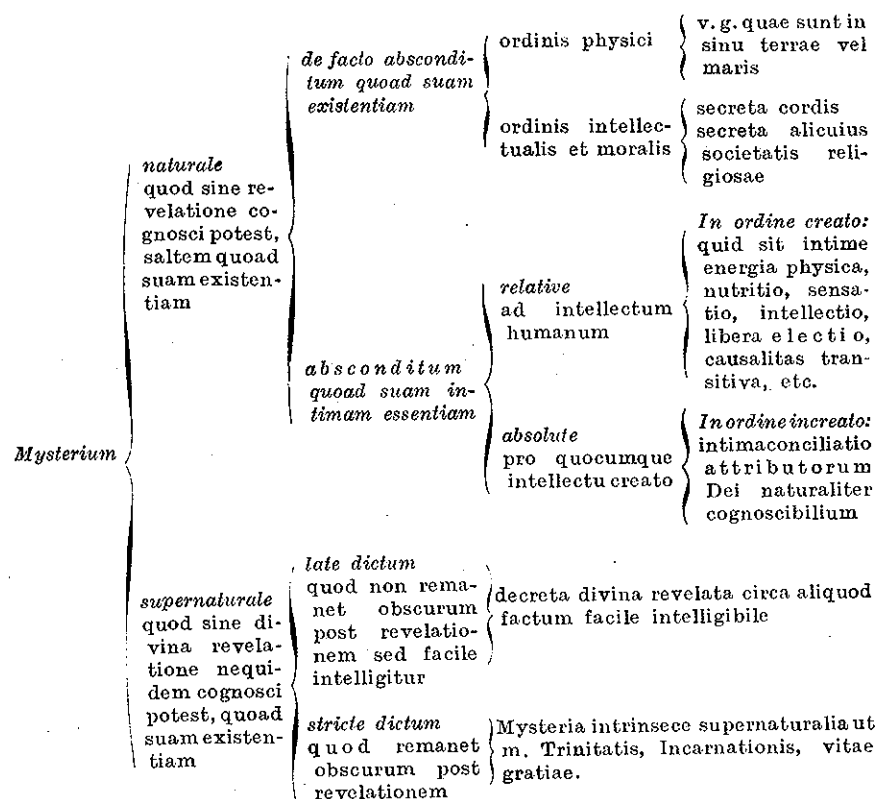 Mysterium
naturale
quod sine re-
velatione co-
gnosci potest,
saltem quoad
suam existen-
tiam
de facto abscondi-
tum quoad suam
existentiam
ordinis physici
v. g. quae sunt in
sinu terrae vel
maris
ordinis intellec-
tualis et moralis
secreta cordis
secreta alicuius
societatis reli-
giosae
absconditum
quoad suam in-
timam essentiam
relative
ad intellectum
humanum
In ordine creato:
quid sit intime
energia physica,
nutritio, sensa-
tio, intellectio,
libera electio,
causalitas tran-
sitiva, etc.
absolute
pro quocumque
intellectu creato
In ordine increato:
intima conciliatio
attributorum
Dei naturaliter
cognoscibilium
supernaturale
quod sine di-
vina revela-
tione nequi-
dem cognosci
potest, quoad
suam existen-
tiam
late dictum
quod non rema-
net obscurum
post revelatio-
nem sed facile
intelligitur
decreta divina revelata circa aliquod
factum facile intelligibile
stricte dictum
quod remanet
obscurum post
revelationem
Mysteria intrinsece supernaturalia ut
m. Trinitatis, Incarnationis, vitae
gratiae.